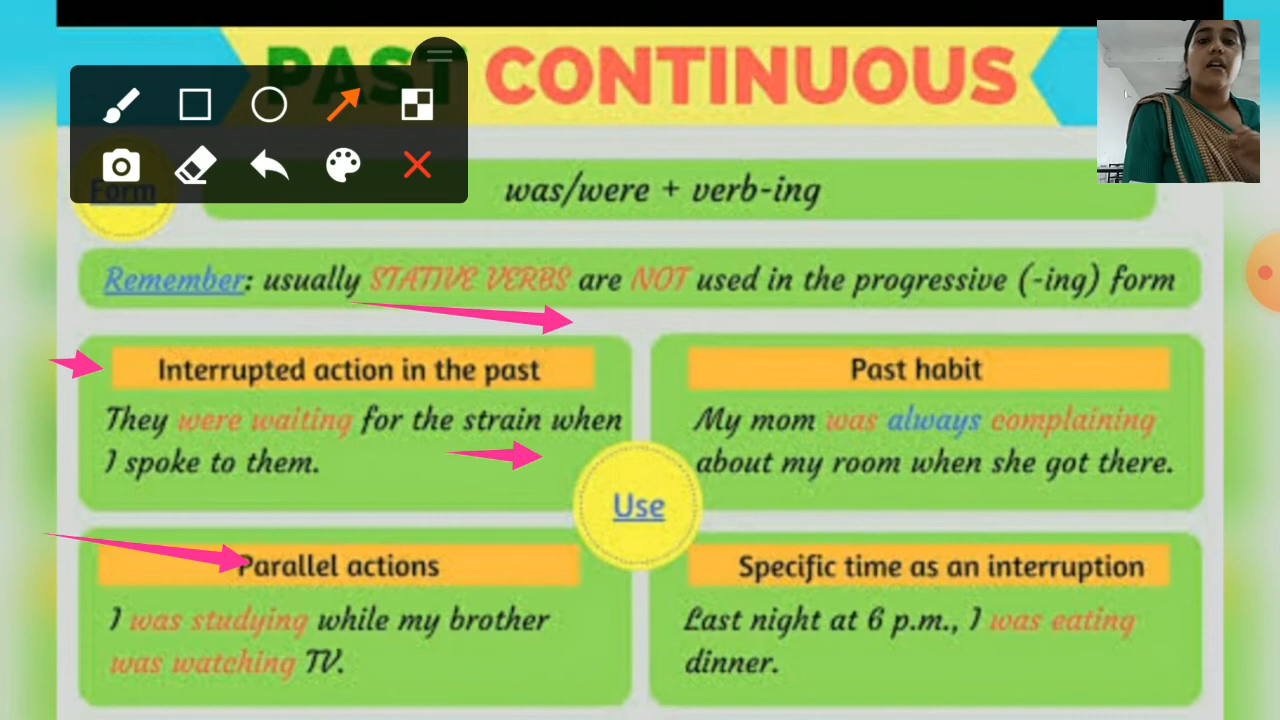 PAST CONTINUOUS
Form
was/were + verb-ing
Remember: usually STATIVE VERBS are NOT used in the progressive (-ing) form
Interrupted action in the past
They were waiting for the strain when
I spoke to them.
Past habit
My mom was always complaining
about my room when she got there.
Use
Parallel actions
I was studying while my brother
was watching TV.
Specific time as an interruption
Last night at 6 p.m., I was eating
dinner.